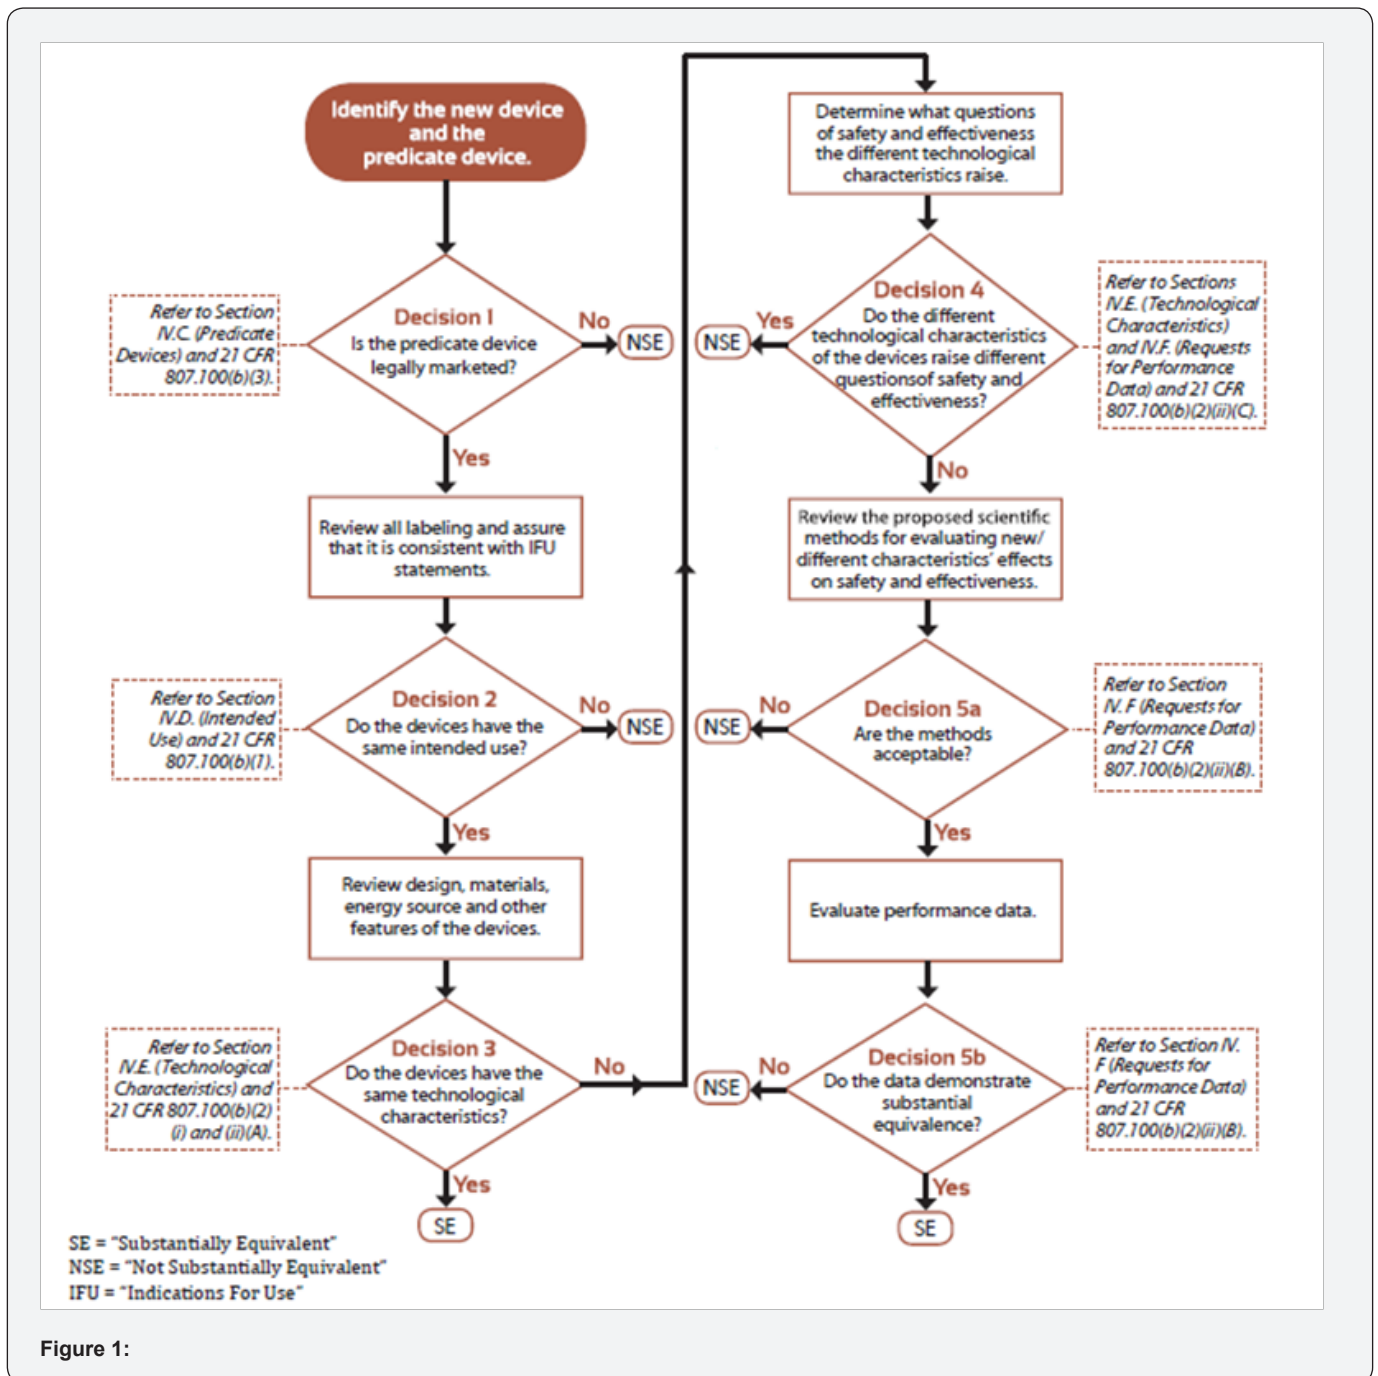 Identify the new device
and the
predicate device.
Refer to Section
IV.C. (Predicate
Devices) and 21 CFR
807.100(b)(3).
Decision 1
Is the predicate device
legally marketed?
No
NSE
Yes
Review all labeling and assure
that it is consistent with IFU
statements.
Refer to Section
IV.D. (Intended
Use) and 21 CFR
807.100(b)(1).
Decision 2
Do the devices have the
same intended use?
No
NSE
Yes
Review design, materials,
energy source and other
features of the devices.
Refer to Section
IV.E. (Technological
Characteristics) and
21 CFR 807.100(b)(2)
(i) and (ii)(A).
Decision 3
Do the devices have the
same technological
characteristics?
No
Yes
SE
Determine what questions
of safety and effectiveness
the different technological
characteristics raise.
Decision 4
Do the different
technological characteristics
of the devices raise different
questionsof safety and
effectiveness?
Yes
NSE
Refer to Sections
IV.E. (Technological
Characteristics)
and IV.F. (Requests
for Performance
Data) and 21 CFR
807.100(b)(2)(ii)(C).
No
Review the proposed scientific
methods for evaluating new/
different characteristics' effects
on safety and effectiveness.
Decision 5a
Are the methods
acceptable?
No
NSE
Refer to Section
IV. F (Requests for
Performance Data)
and 21 CFR
807.100(b)(2)(ii)(B).
Yes
Evaluate performance data.
Decision 5b
Do the data demonstrate
substantial
equivalence?
No
NSE
Refer to Section IV.
F (Requests for
Performance Data)
and 21 CFR
807.100(b)(2)(ii)(B).
Yes
SE
SE = "Substantially Equivalent"
NSE = "Not Substantially Equivalent"
IFU = "Indications For Use"
Figure 1: